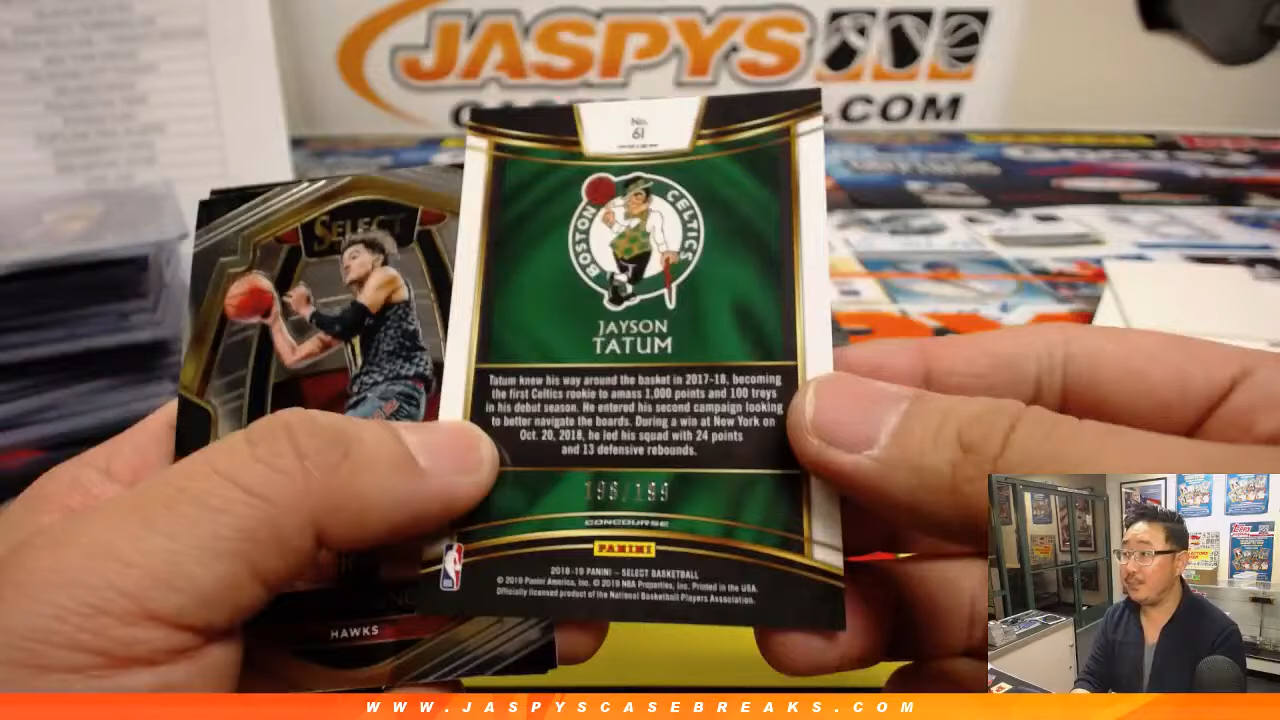 JASPYS
.COM
No.
61
SELECT
BOSTON CELTICS
JAYSON
TATUM
Tatum knew his way around the basket in 2017-18, becoming
the first Celtics rookie to amass 1,000 points and 100 treys
in his debut season. He entered his second campaign looking
to better navigate the boards. During a win at New York on
Oct. 20, 2018, he led his squad with 24 points
and 13 defensive rebounds.
/199
CONCOURSE
PANINI
2018-19 PANINI – SELECT BASKETBALL
© 2019 Panini America, Inc. © 2019 NBA Properties, Inc. Printed in the USA.
Officially licensed product of the National Basketball Players Association.
HAWKS
Topps
WWW.JASPYSCASEBREAKS.COM